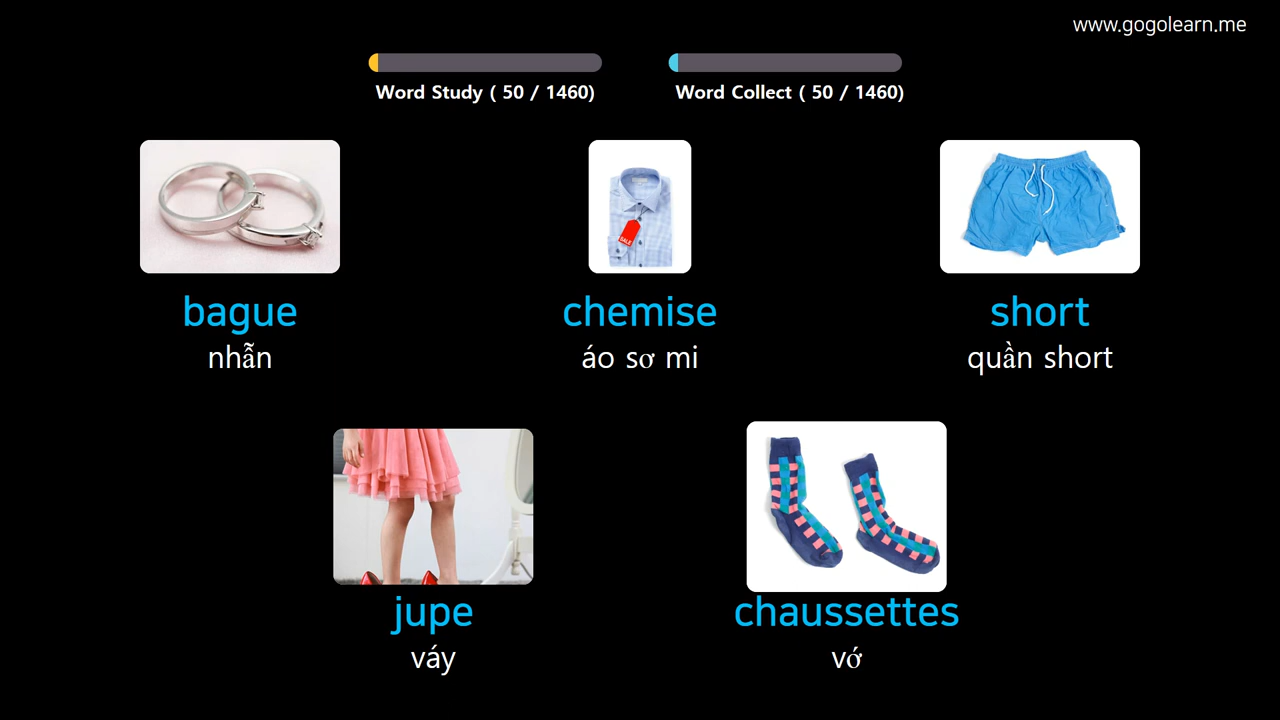 www.gogolearn.me
Word Study ( 50 / 1460)
Word Collect ( 50 / 1460)
SALE
bague
nhẫn
chemise
áo sơ mi
short
quần short
jupe
váy
chaussettes
vớ